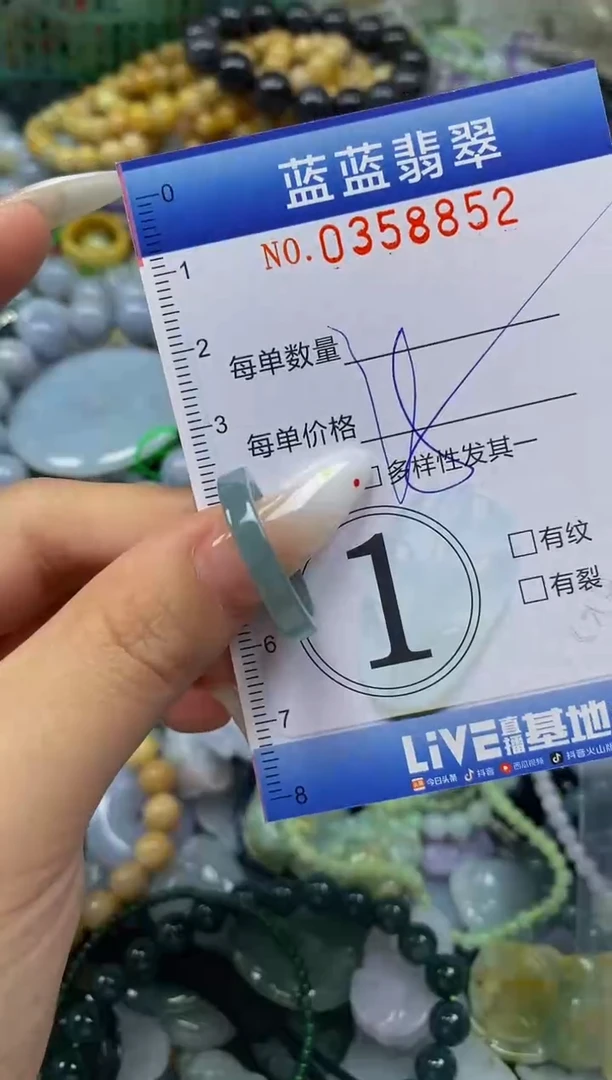 蓝蓝翡翠
NO.0358852
每单数量
每单价格
□多样性发其一
1
□有纹
□有裂
LiVE直播基地
今日头条 抖音 西瓜视频 抖音火山版
0
1
2
3
6
7
8